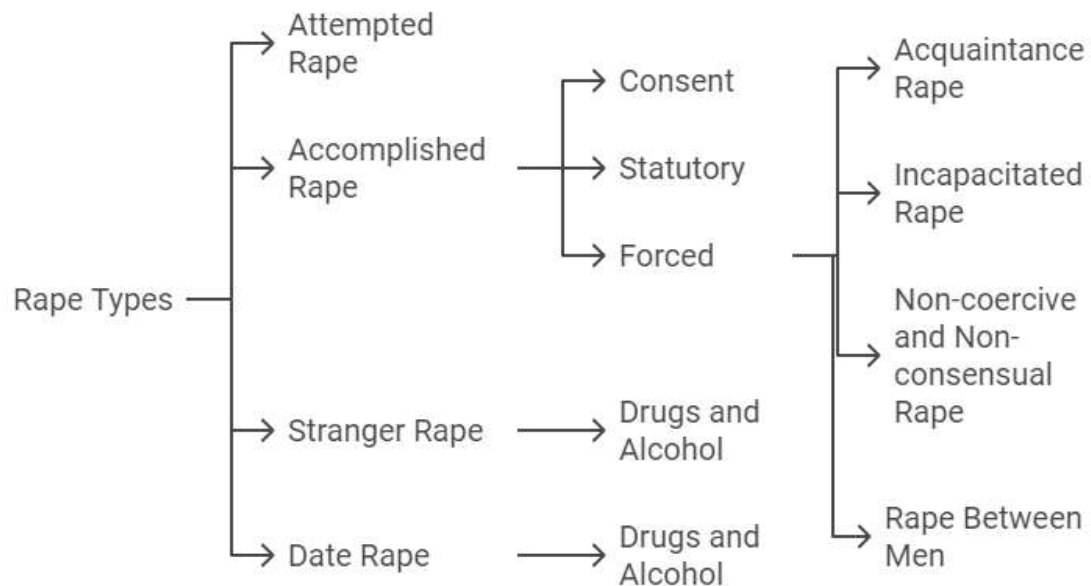 Rape Types
Attempted
Rape
Accomplished
Rape
Stranger Rape
Date Rape
Consent
Statutory
Forced
Drugs and
Alcohol
Drugs and
Alcohol
Acquaintance
Rape
Incapacitated
Rape
Non-coercive
and Non-
consensual
Rape
Rape Between
Men